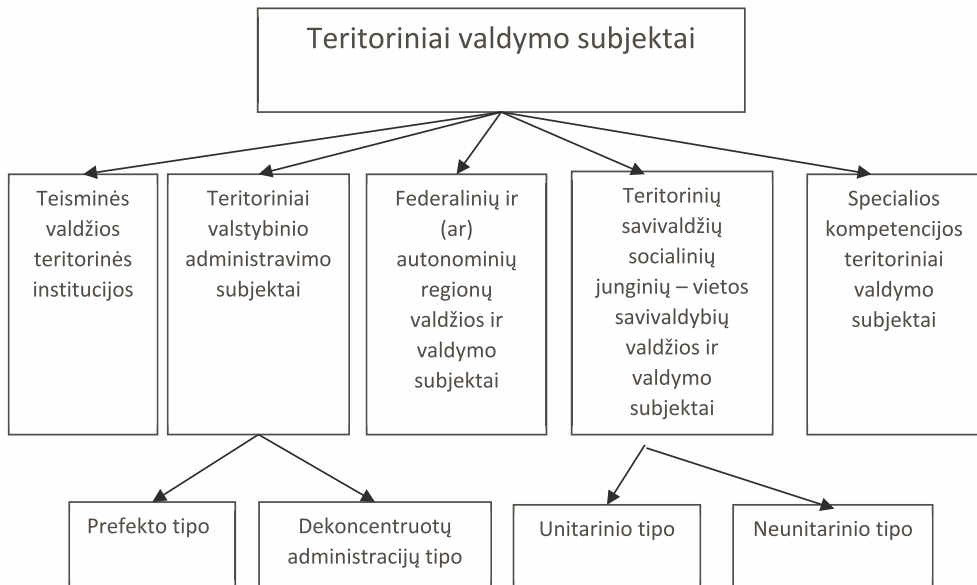 Teritoriniai valdymo subjektai
Teisminės
valdžios
teritorinės
institucijos
Teritoriniai
valstybinio
administravimo
subjektai
Federalinių ir
(ar)
autonominių
regionų
valdžios ir
valdymo
subjektai
Teritorinių
savivaldžių
socialinių
junginių – vietos
savivaldybių
valdžios ir
valdymo
subjektai
Specialios
kompetencijos
teritoriniai
valdymo
subjektai
Prefekto tipo
Dekoncentruotų
administracijų tipo
Unitarinio tipo
Neunitarinio tipo